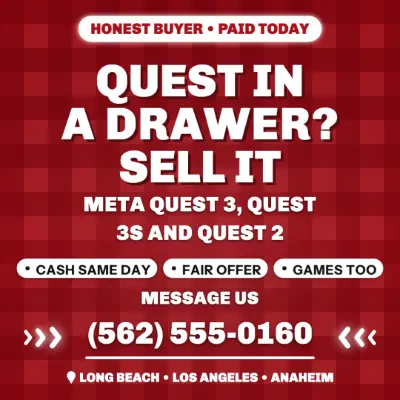 HONEST BUYER • PAID TODAY
QUEST IN
A DRAWER?
SELL IT
META QUEST 3, QUEST
3S AND QUEST 2
• CASH SAME DAY • FAIR OFFER • GAMES TOO
MESSAGE US
(562) 555-0160
LONG BEACH • LOS ANGELES • ANAHEIM